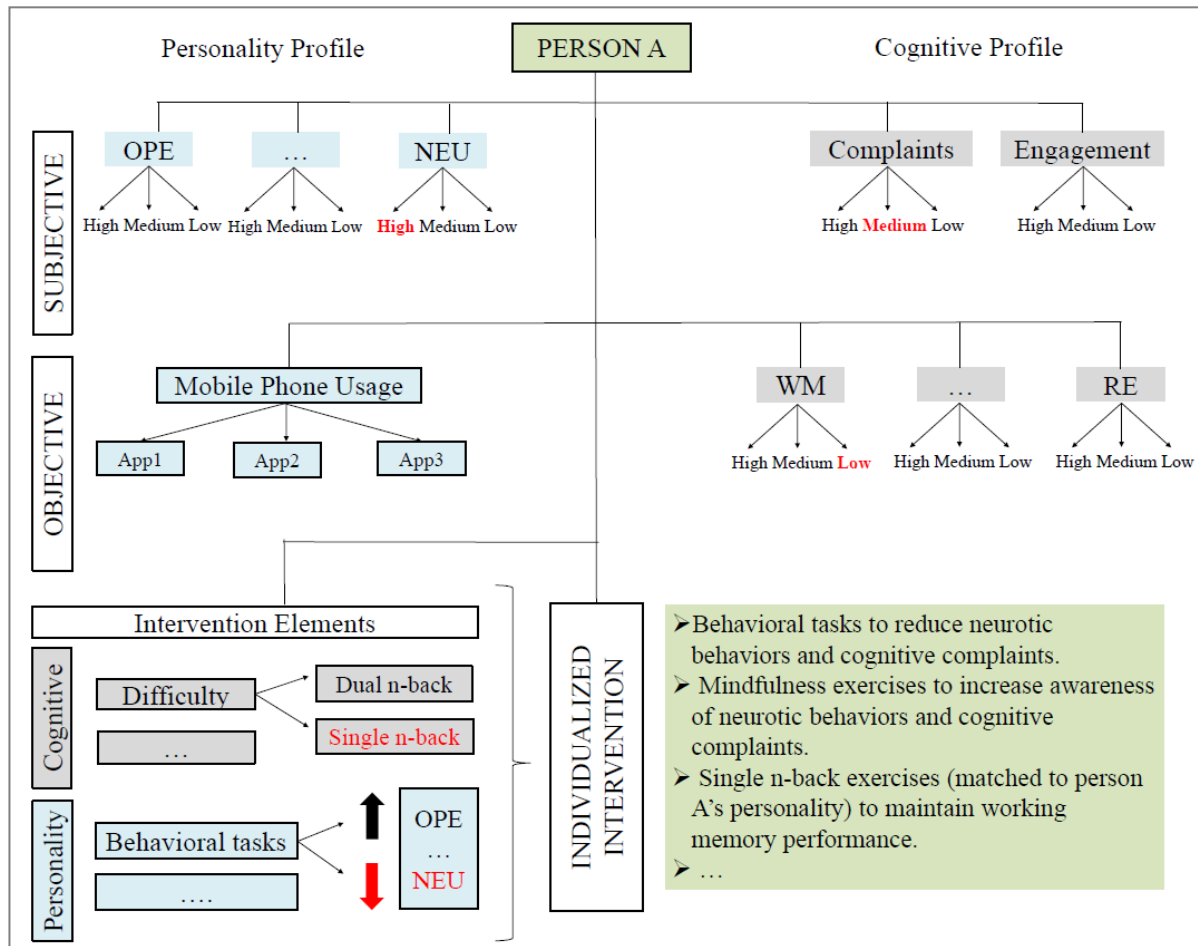 Personality Profile
PERSON A
Cognitive Profile
SUBJECTIVE
OPE
…
NEU
Complaints
Engagement
High Medium Low
High Medium Low
High Medium Low
High Medium Low
High Medium Low
OBJECTIVE
Mobile Phone Usage
WM
…
RE
App1
App2
App3
High Medium Low
High Medium Low
High Medium Low
Intervention Elements
Cognitive
Difficulty
Dual n-back
Single n-back
…
Personality
Behavioral tasks
….
OPE
…
NEU
INDIVIDUALIZED
INTERVENTION
➢Behavioral tasks to reduce neurotic
behaviors and cognitive complaints.
➢ Mindfulness exercises to increase awareness
of neurotic behaviors and cognitive
complaints.
➢ Single n-back exercises (matched to person
A’s personality) to maintain working
memory performance.
➢ …